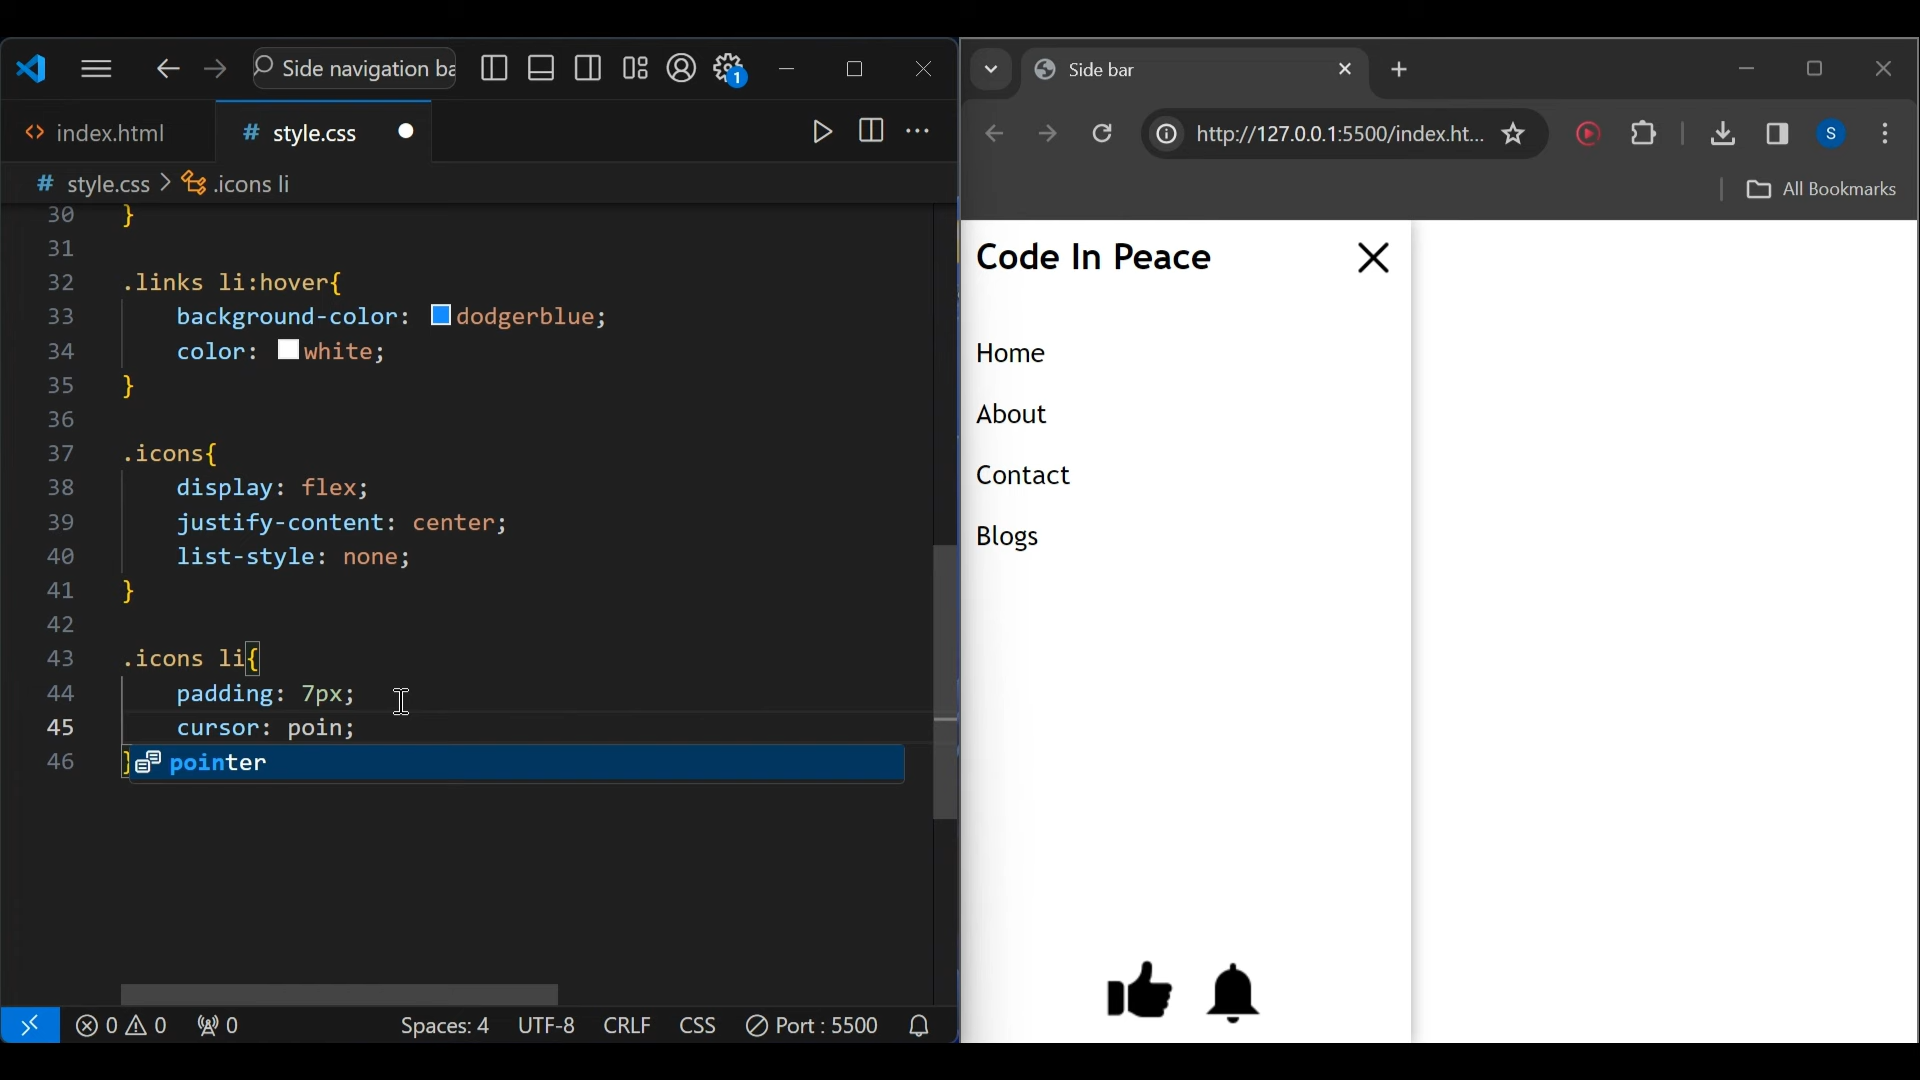 Side navigation ba
1
index.html
# style.css
# style.css > .icons li
30 }
31
32 .links li:hover{
33 background-color: dodgerblue;
34 color: white;
35 }
36
37 .icons{
38 display: flex;
39 justify-content: center;
40 list-style: none;
41 }
42
43 .icons li{
44 padding: 7px;
45 cursor: poin;
46 }
pointer
0 0 0 Spaces: 4 UTF-8 CRLF CSS Port : 5500
Side bar
http://127.0.0.1:5500/index.ht...
S
All Bookmarks
Code In Peace
Home
About
Contact
Blogs